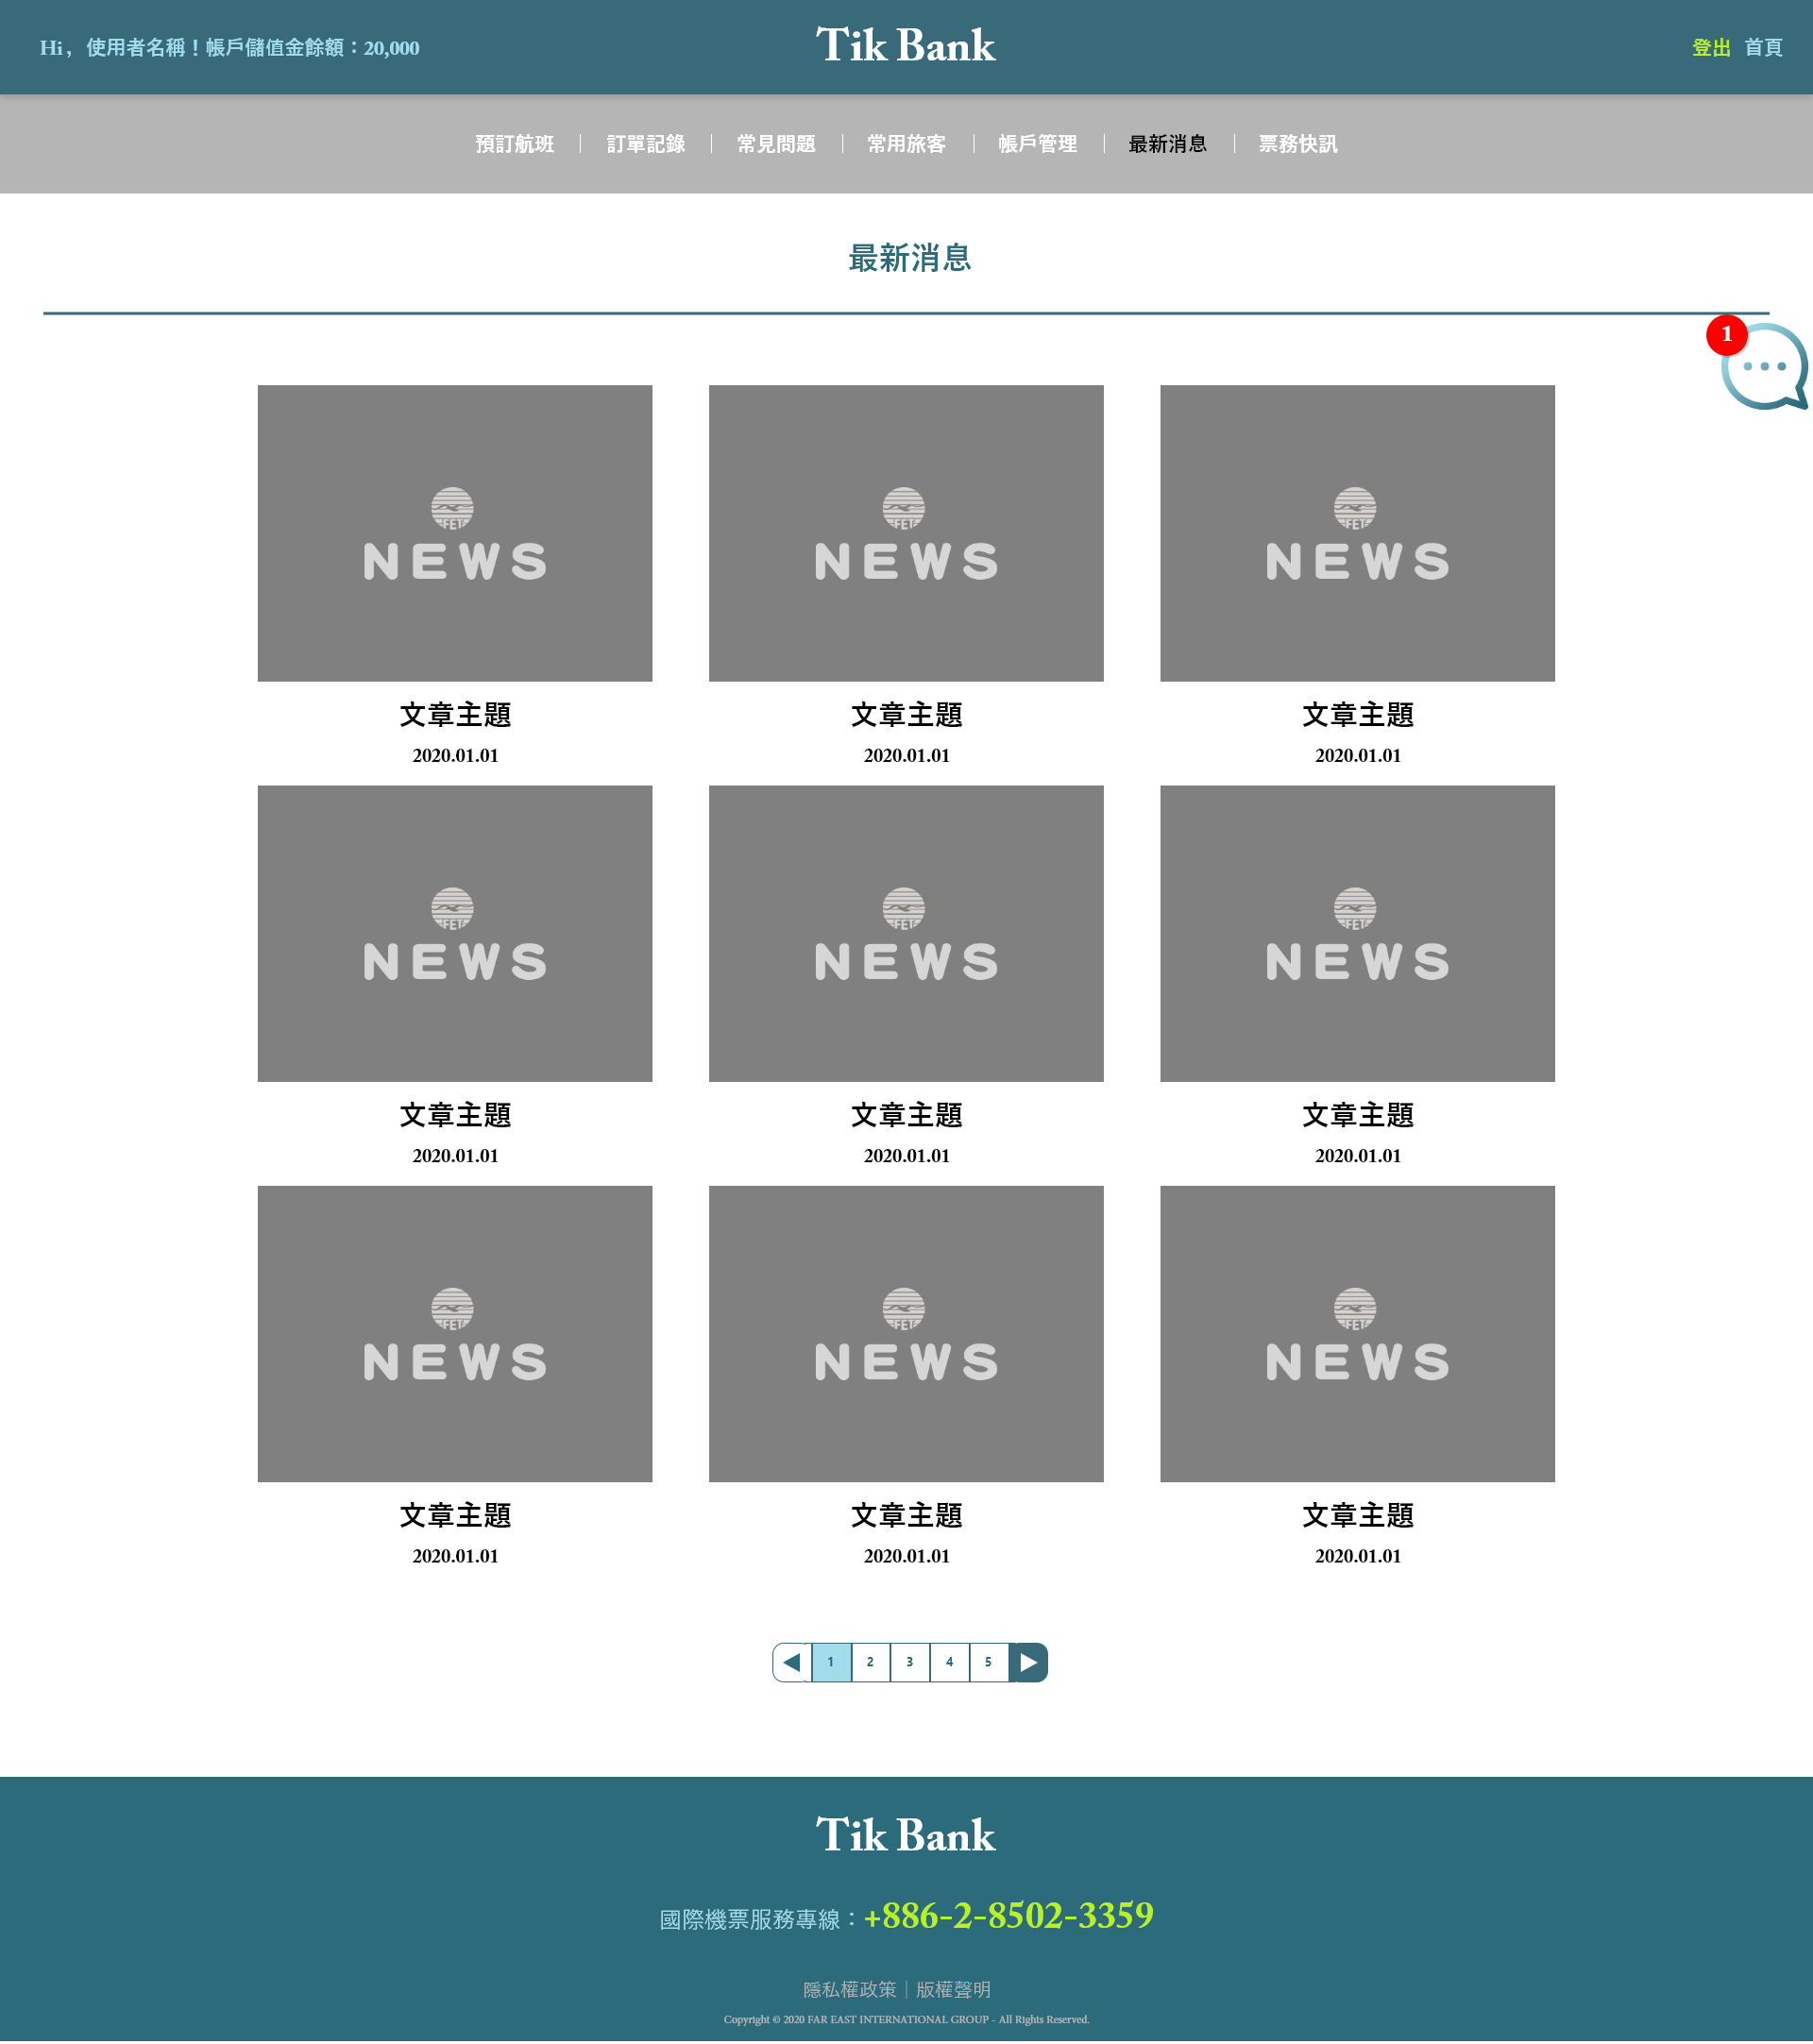 Hi，使用者名稱！帳戶儲值金餘額：20,000
Tik Bank
登出 首頁
預訂航班 訂單記錄 常見問題 常用旅客 帳戶管理 最新消息 票務快訊
最新消息
1
FET
NEWS
FET
NEWS
FET
NEWS
文章主題 文章主題 文章主題
2020.01.01 2020.01.01 2020.01.01
FET
NEWS
FET
NEWS
FET
NEWS
文章主題 文章主題 文章主題
2020.01.01 2020.01.01 2020.01.01
FET
NEWS
FET
NEWS
FET
NEWS
文章主題 文章主題 文章主題
2020.01.01 2020.01.01 2020.01.01
1 2 3 4 5
Tik Bank
國際機票服務專線：+886-2-8502-3359
隱私權政策｜版權聲明
Copyright © 2020 FAR EAST INTERNATIONAL GROUP - All Rights Reserved.